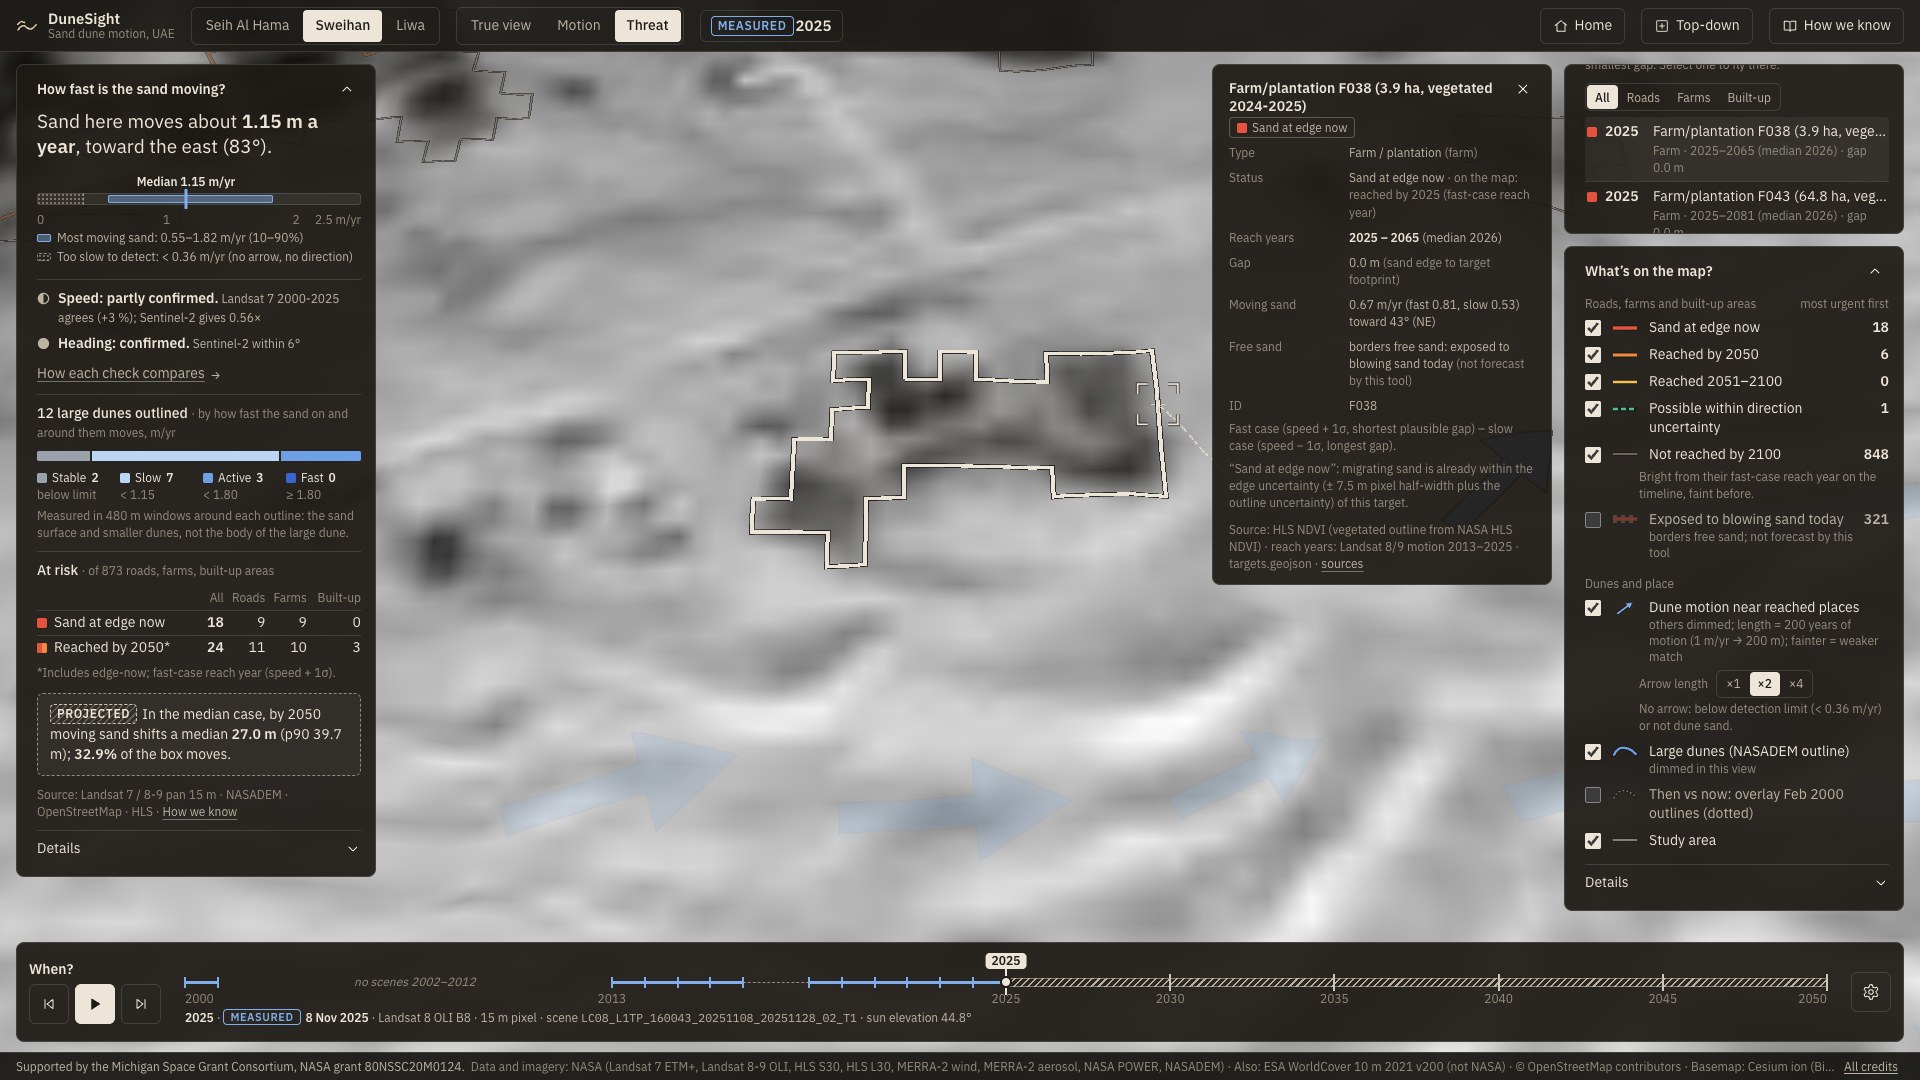 DuneSight
Sand dune motion, UAE
Seih Al Hama Sweihan Liwa
True view Motion Threat
MEASURED 2025
Home Top-down How we know
How fast is the sand moving?
Sand here moves about 1.15 m a
year, toward the east (83°).
Median 1.15 m/yr
0 1 2 2.5 m/yr
Most moving sand: 0.55–1.82 m/yr (10–90%)
Too slow to detect: < 0.36 m/yr (no arrow, no direction)
Speed: partly confirmed. Landsat 7 2000-2025
agrees (+3 %); Sentinel-2 gives 0.56×
Heading: confirmed. Sentinel-2 within 6°
How each check compares →
12 large dunes outlined · by how fast the sand on and
around them moves, m/yr
Stable 2 Slow 7 Active 3 Fast 0
below limit < 1.15 < 1.80 ≥ 1.80
Measured in 480 m windows around each outline: the sand
surface and smaller dunes, not the body of the large dune.
At risk · of 873 roads, farms, built-up areas
All Roads Farms Built-up
Sand at edge now 18 9 9 0
Reached by 2050* 24 11 10 3
*Includes edge-now; fast-case reach year (speed + 1σ).
PROJECTED In the median case, by 2050
moving sand shifts a median 27.0 m (p90 39.7
m); 32.9% of the box moves.
Source: Landsat 7 / 8-9 pan 15 m · NASADEM ·
OpenStreetMap · HLS · How we know
Details
Farm/plantation F038 (3.9 ha, vegetated
2024-2025)
Sand at edge now
Type Farm / plantation (farm)
Status Sand at edge now · on the map:
reached by 2025 (fast-case reach
year)
Reach years 2025 – 2065 (median 2026)
Gap 0.0 m (sand edge to target
footprint)
Moving sand 0.67 m/yr (fast 0.81, slow 0.53)
toward 43° (NE)
Free sand borders free sand: exposed to
blowing sand today (not forecast
by this tool)
ID F038
Fast case (speed + 1σ, shortest plausible gap) – slow
case (speed − 1σ, longest gap).
“Sand at edge now”: migrating sand is already within the
edge uncertainty (± 7.5 m pixel half-width plus the
outline uncertainty) of this target.
Source: HLS NDVI (vegetated outline from NASA HLS
NDVI) · reach years: Landsat 8/9 motion 2013–2025 ·
targets.geojson · sources
smallest gap. Select one to fly there.
All Roads Farms Built-up
2025 Farm/plantation F038 (3.9 ha, vege...
Farm · 2025–2065 (median 2026) · gap
0.0 m
2025 Farm/plantation F043 (64.8 ha, veg...
Farm · 2025–2081 (median 2026) · gap
0.0 m
What’s on the map?
Roads, farms and built-up areas most urgent first
Sand at edge now 18
Reached by 2050 6
Reached 2051–2100 0
Possible within direction 1
uncertainty
Not reached by 2100 848
Bright from their fast-case reach year on the
timeline, faint before.
Exposed to blowing sand today 321
borders free sand; not forecast by this
tool
Dunes and place
Dune motion near reached places
others dimmed; length = 200 years of
motion (1 m/yr → 200 m); fainter = weaker
match
Arrow length ×1 ×2 ×4
No arrow: below detection limit (< 0.36 m/yr)
or not dune sand.
Large dunes (NASADEM outline)
dimmed in this view
Then vs now: overlay Feb 2000
outlines (dotted)
Study area
Details
When?
2025
no scenes 2002–2012
2000 2013 2025 2030 2035 2040 2045 2050
2025 · MEASURED 8 Nov 2025 · Landsat 8 OLI B8 · 15 m pixel · scene LC08_L1TP_160043_20251108_20251128_02_T1 · sun elevation 44.8°
Supported by the Michigan Space Grant Consortium, NASA grant 80NSSC20M0124. Data and imagery: NASA (Landsat 7 ETM+, Landsat 8-9 OLI, HLS S30, HLS L30, MERRA-2 wind, MERRA-2 aerosol, NASA POWER, NASADEM) · Also: ESA WorldCover 10 m 2021 v200 (not NASA) · © OpenStreetMap contributors · Basemap: Cesium ion (Bi... All credits